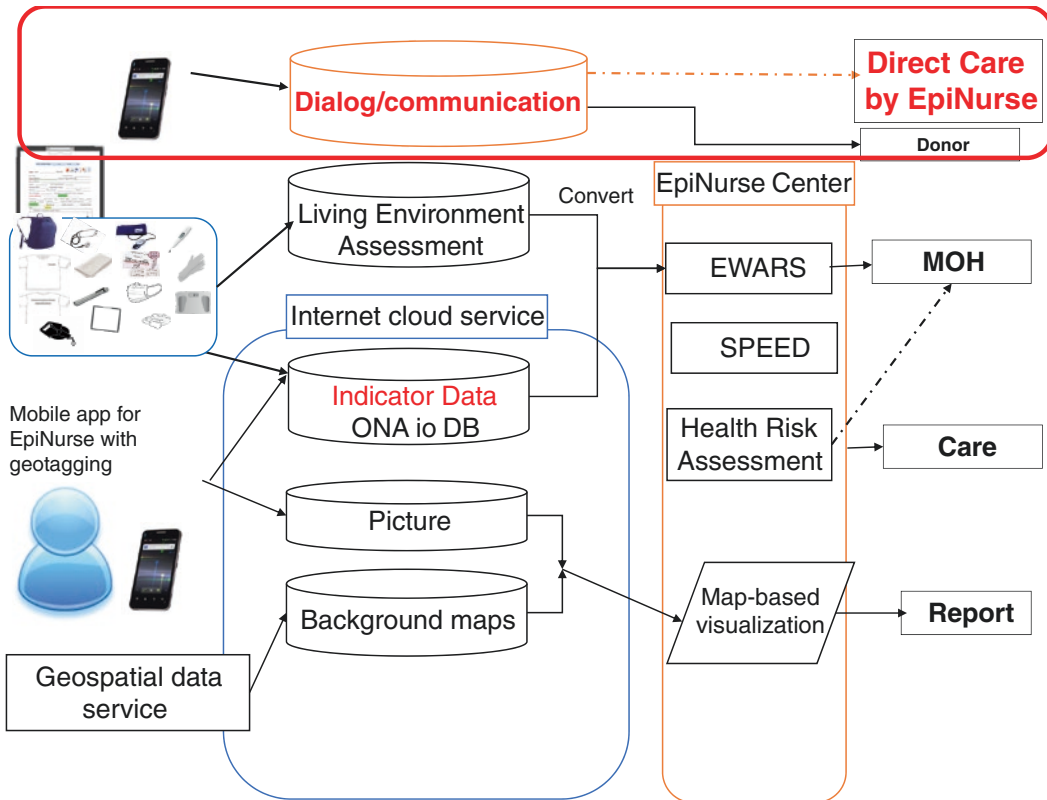 Dialog/communication
Direct Care
by EpiNurse
Donor
Living Environment
Assessment
Convert
EpiNurse Center
EWARS
MOH
Internet cloud service
SPEED
Indicator Data
ONA io DB
Health Risk
Assessment
Care
Mobile app for
EpiNurse with
geotagging
Picture
Background maps
Map-based
visualization
Report
Geospatial data
service